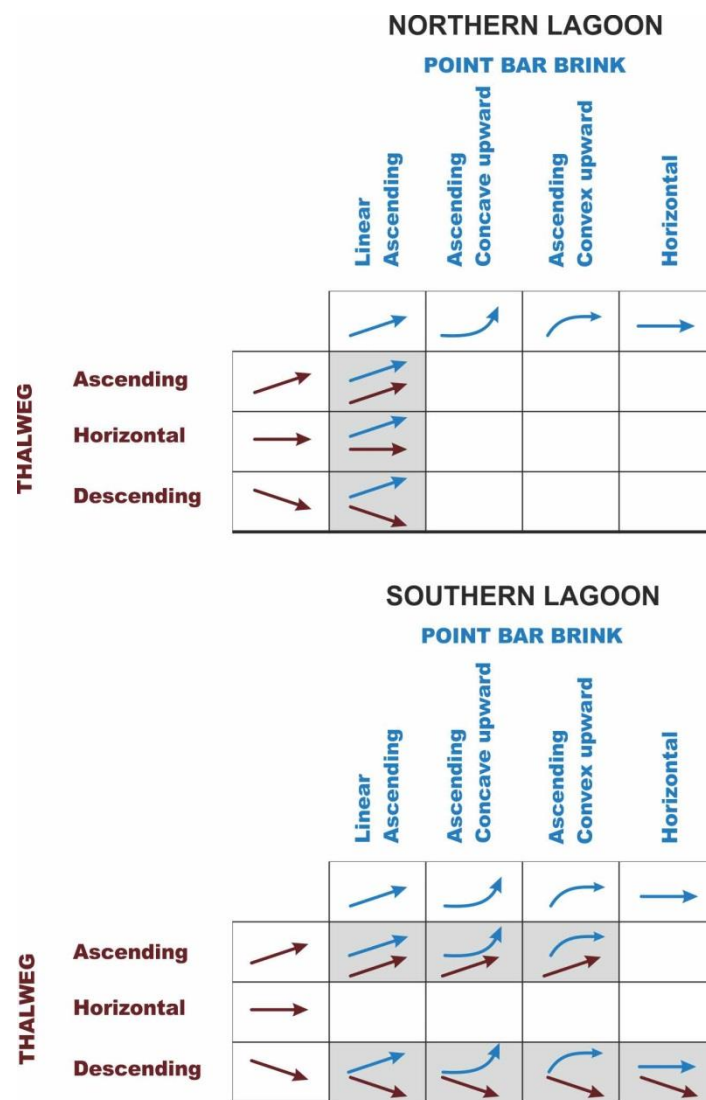 NORTHERN LAGOON
POINT BAR BRINK
Linear
Ascending
Ascending
Concave upward
Ascending
Convex upward
Horizontal
THALWEG
Ascending
Horizontal
Descending
SOUTHERN LAGOON
POINT BAR BRINK
Linear
Ascending
Ascending
Concave upward
Ascending
Convex upward
Horizontal
THALWEG
Ascending
Horizontal
Descending